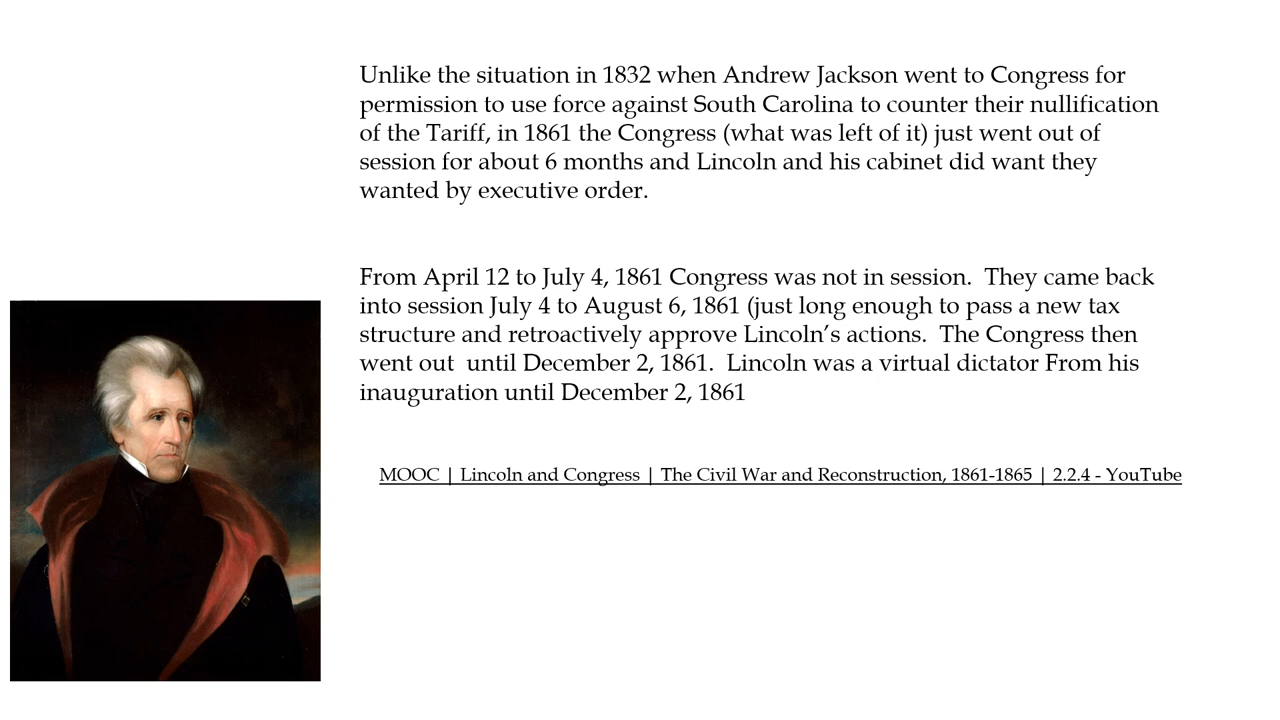 Unlike the situation in 1832 when Andrew Jackson went to Congress for
permission to use force against South Carolina to counter their nullification
of the Tariff, in 1861 the Congress (what was left of it) just went out of
session for about 6 months and Lincoln and his cabinet did want they
wanted by executive order.
From April 12 to July 4, 1861 Congress was not in session.  They came back
into session July 4 to August 6, 1861 (just long enough to pass a new tax
structure and retroactively approve Lincoln’s actions.  The Congress then
went out  until December 2, 1861.  Lincoln was a virtual dictator From his
inauguration until December 2, 1861
MOOC | Lincoln and Congress | The Civil War and Reconstruction, 1861-1865 | 2.2.4 - YouTube